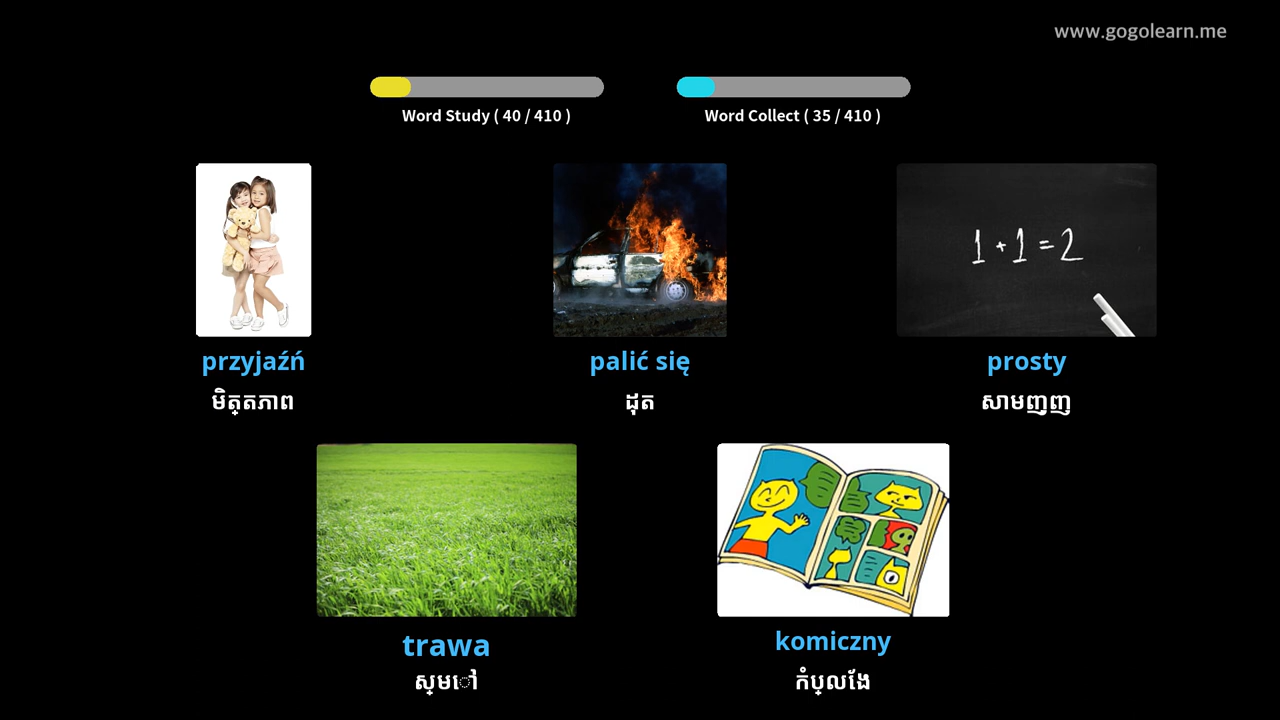 www.gogolearn.me
Word Study ( 40 / 410 )
Word Collect ( 35 / 410 )
1 + 1 = 2
przyjaźń
palić się
prosty
មិត្តភាព
ដុត
សាមញ្ញ
trawa
komiczny
ស្មៅ
កំប្លែង